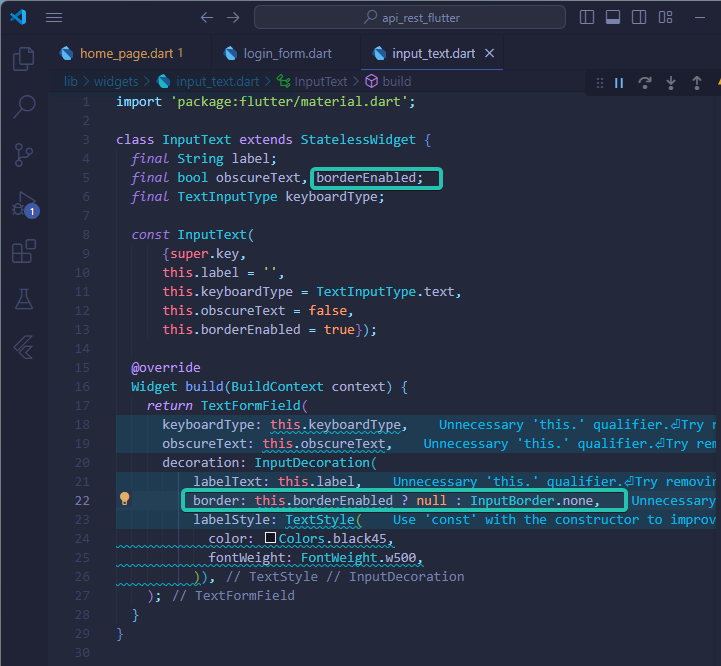 api_rest_flutter
home_page.dart 1
login_form.dart
input_text.dart
lib > widgets > input_text.dart > InputText > build
1 import 'package:flutter/material.dart';
2
3 class InputText extends StatelessWidget {
4 final String label;
5 final bool obscureText, borderEnabled;
6 final TextInputType keyboardType;
7
8 const InputText(
9 {super.key,
10 this.label = '',
11 this.keyboardType = TextInputType.text,
12 this.obscureText = false,
13 this.borderEnabled = true});
14
15 @override
16 Widget build(BuildContext context) {
17 return TextFormField(
18 keyboardType: this.keyboardType, Unnecessary 'this.' qualifier.⏎Try r
19 obscureText: this.obscureText, Unnecessary 'this.' qualifier.⏎Try rem
20 decoration: InputDecoration(
21 labelText: this.label, Unnecessary 'this.' qualifier.⏎Try removin
22 border: this.borderEnabled ? null : InputBorder.none, Unnecessary
23 labelStyle: TextStyle( Use 'const' with the constructor to improv
24 color: Colors.black45,
25 fontWeight: FontWeight.w500,
26 )), // TextStyle // InputDecoration
27 ); // TextFormField
28 }
29 }
30
1